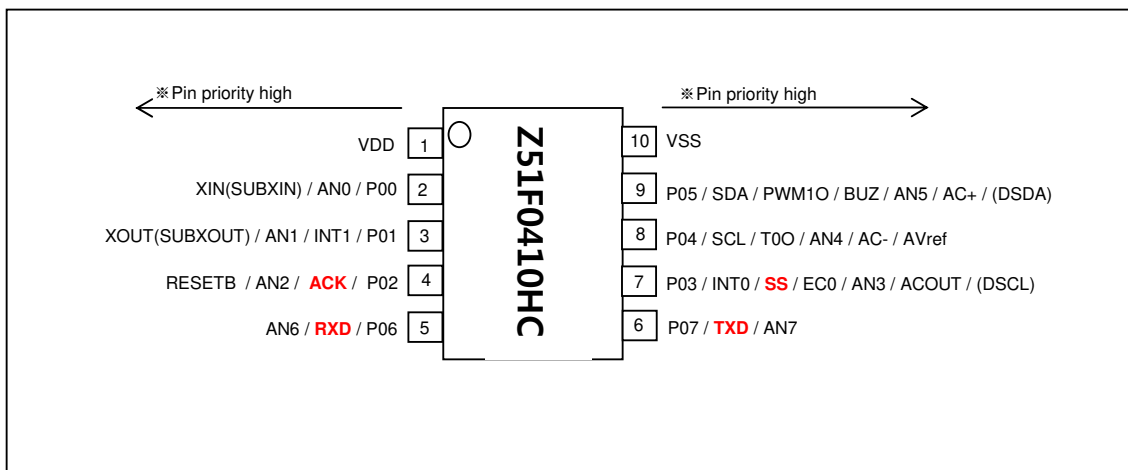 ※Pin priority high
※Pin priority high
VDD 1
10 VSS
XIN(SUBXIN) / AN0 / P00 2
9 P05 / SDA / PWM1O / BUZ / AN5 / AC+ / (DSDA)
XOUT(SUBXOUT) / AN1 / INT1 / P01 3
8 P04 / SCL / T0O / AN4 / AC- / AVref
RESETB / AN2 / ACK / P02 4
7 P03 / INT0 / SS / EC0 / AN3 / ACOUT / (DSCL)
AN6 / RXD / P06 5
6 P07 / TXD / AN7
Z51F0410HC